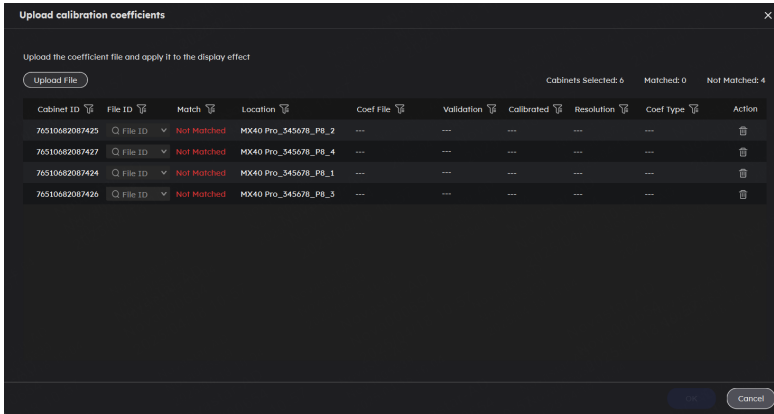 Upload calibration coefficients
Upload the coefficient file and apply it to the display effect
Upload File Cabinets Selected: 6 Matched: 0 Not Matched: 4
Cabinet ID File ID Match Location Coef File Validation Calibrated Resolution Coef Type Action
76510682087425 File ID Not Matched MX40 Pro_345678_P8_2 --- --- --- --- ---
76510682087427 File ID Not Matched MX40 Pro_345678_P8_4 --- --- --- --- ---
76510682087424 File ID Not Matched MX40 Pro_345678_P8_1 --- --- --- --- ---
76510682087426 File ID Not Matched MX40 Pro_345678_P8_3 --- --- --- --- ---
OK Cancel